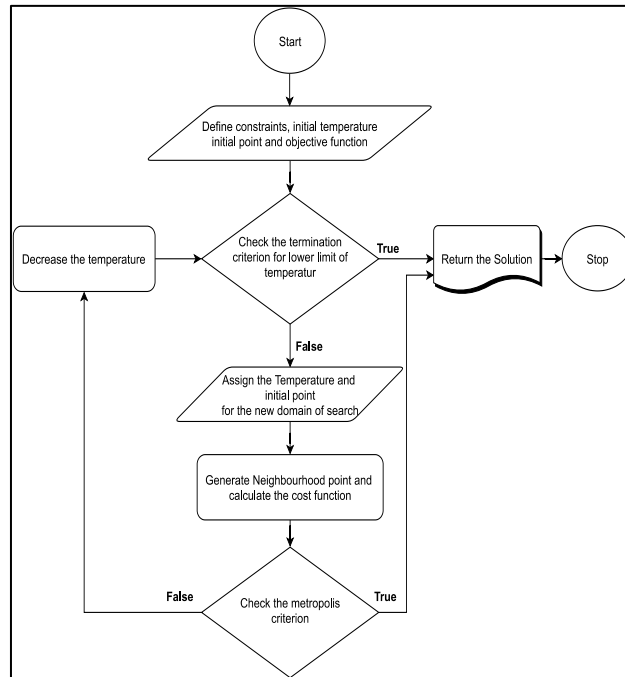 Start
Define constraints, initial temperature
initial point and objective function
Check the termination
criterion for lower limit of
temperatur
True
Decrease the temperature
Return the Solution
Stop
False
Assign the Temperature and
initial point
for the new domain of search
Generate Neighbourhood point and
calculate the cost function
False
True
Check the metropolis
criterion